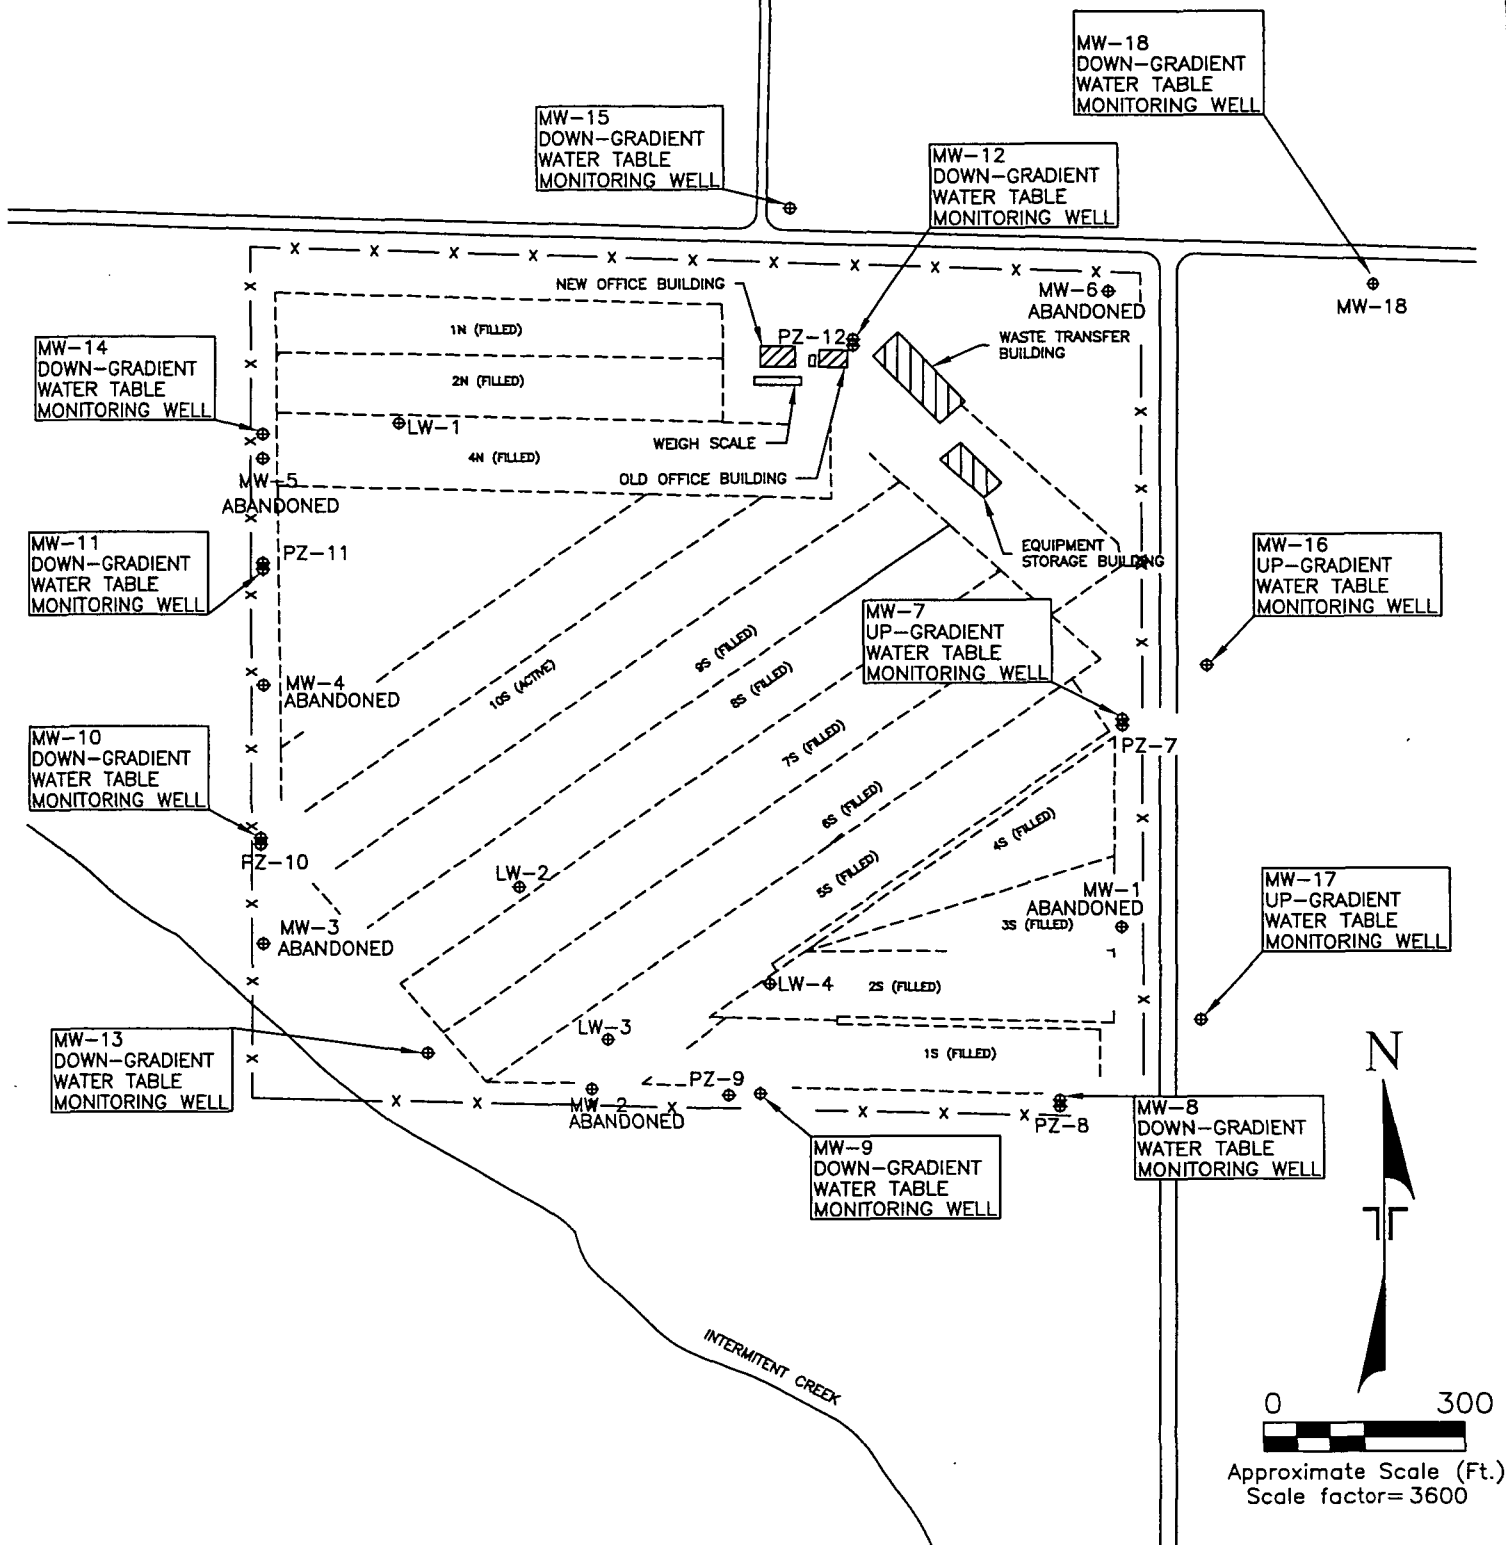 MW-18
DOWN-GRADIENT
WATER TABLE
MONITORING WELL
MW-15
DOWN-GRADIENT
WATER TABLE
MONITORING WELL
MW-12
DOWN-GRADIENT
WATER TABLE
MONITORING WELL
NEW OFFICE BUILDING
MW-6
ABANDONED
MW-18
1N (FILLED)
PZ-12
WASTE TRANSFER
BUILDING
MW-14
DOWN-GRADIENT
WATER TABLE
MONITORING WELL
2N (FILLED)
LW-1
WEIGH SCALE
4N (FILLED)
OLD OFFICE BUILDING
MW-5
ABANDONED
MW-11
DOWN-GRADIENT
WATER TABLE
MONITORING WELL
PZ-11
EQUIPMENT
STORAGE BUILDING
MW-16
UP-GRADIENT
WATER TABLE
MONITORING WELL
MW-7
UP-GRADIENT
WATER TABLE
MONITORING WELL
9S (FILLED)
10S (ACTIVE)
8S (FILLED)
MW-4
ABANDONED
7S (FILLED)
PZ-7
MW-10
DOWN-GRADIENT
WATER TABLE
MONITORING WELL
6S (FILLED)
4S (FILLED)
PZ-10
LW-2
5S (FILLED)
MW-1
ABANDONED
3S (FILLED)
MW-17
UP-GRADIENT
WATER TABLE
MONITORING WELL
MW-3
ABANDONED
LW-4
2S (FILLED)
MW-13
DOWN-GRADIENT
WATER TABLE
MONITORING WELL
LW-3
1S (FILLED)
N
PZ-9
MW-2
ABANDONED
PZ-8
MW-8
DOWN-GRADIENT
WATER TABLE
MONITORING WELL
MW-9
DOWN-GRADIENT
WATER TABLE
MONITORING WELL
INTERMITENT CREEK
0 300
Approximate Scale (Ft.)
Scale factor=3600